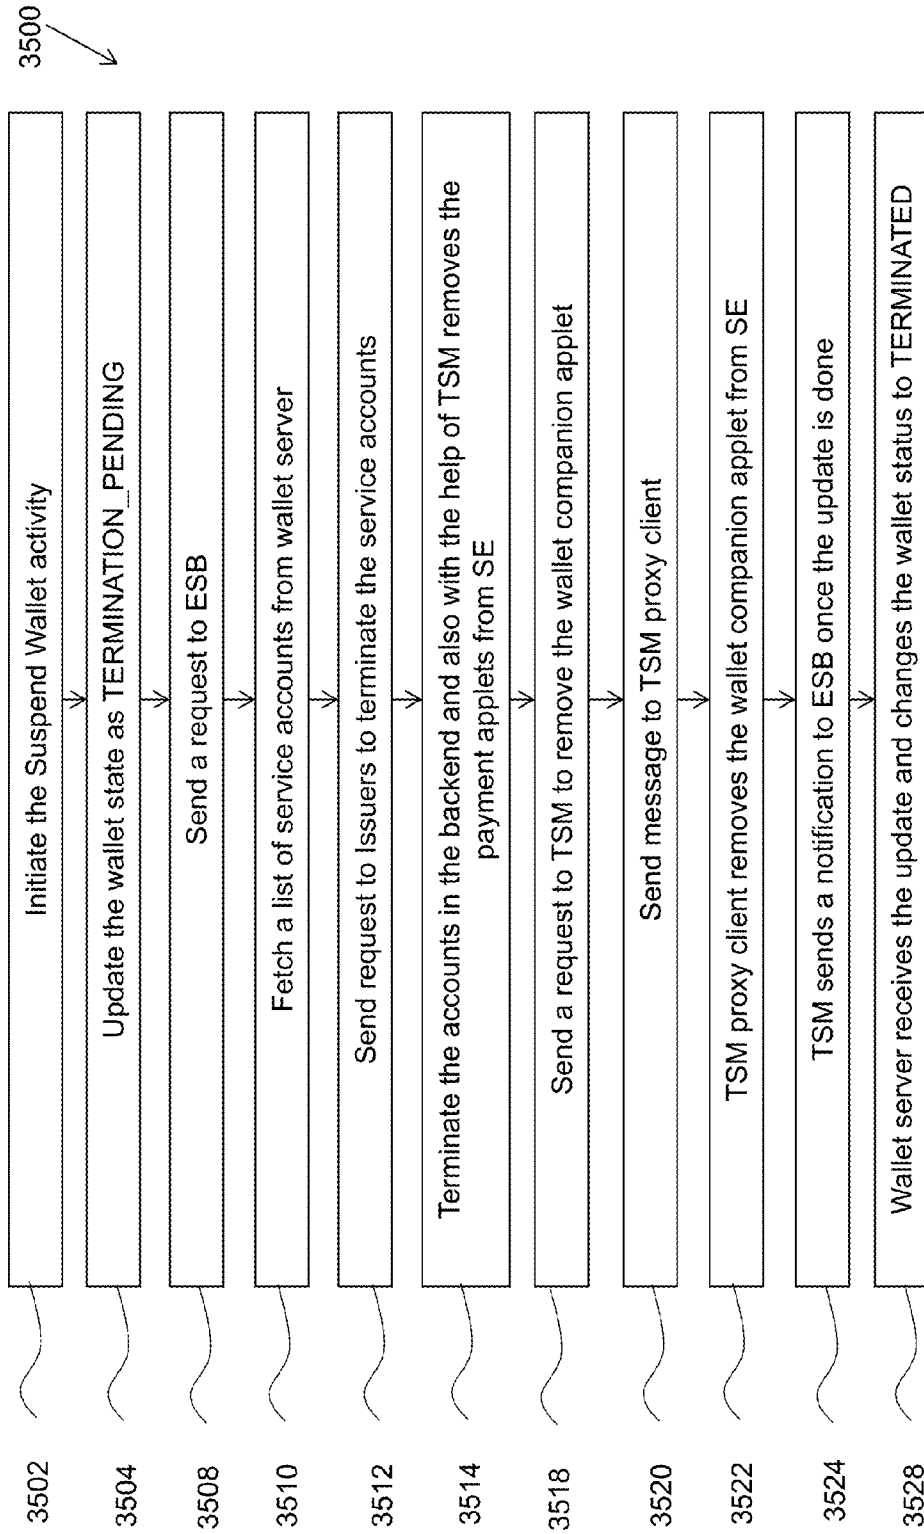 3500
3502
Initiate the Suspend Wallet activity
3504
Update the wallet state as TERMINATION_PENDING
3508
Send a request to ESB
3510
Fetch a list of service accounts from wallet server
3512
Send request to Issuers to terminate the service accounts
3514
Terminate the accounts in the backend and also with the help of TSM removes the
payment applets from SE
3518
Send a request to TSM to remove the wallet companion applet
3520
Send message to TSM proxy client
3522
TSM proxy client removes the wallet companion applet from SE
3524
TSM sends a notification to ESB once the update is done
3528
Wallet server receives the update and changes the wallet status to TERMINATED